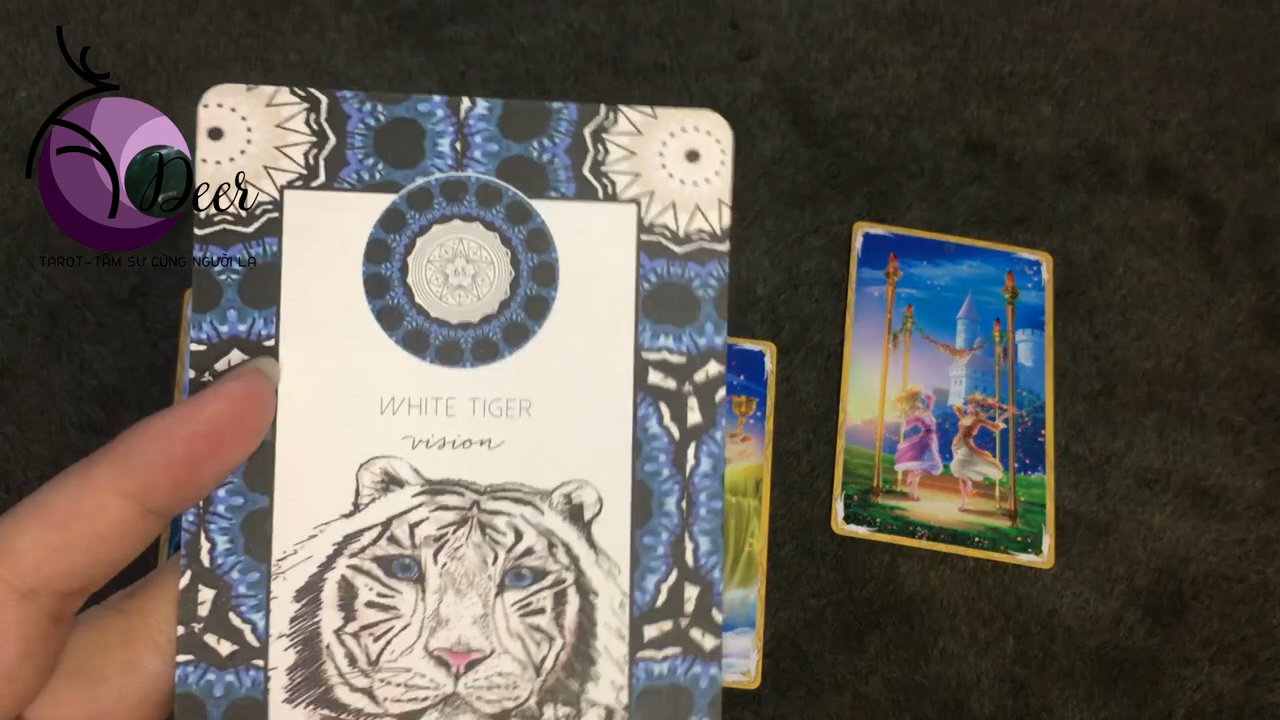 Deer
TAROT-TÂM SỰ CÙNG NGƯỜI LẠ
65
WHITE TIGER
vision